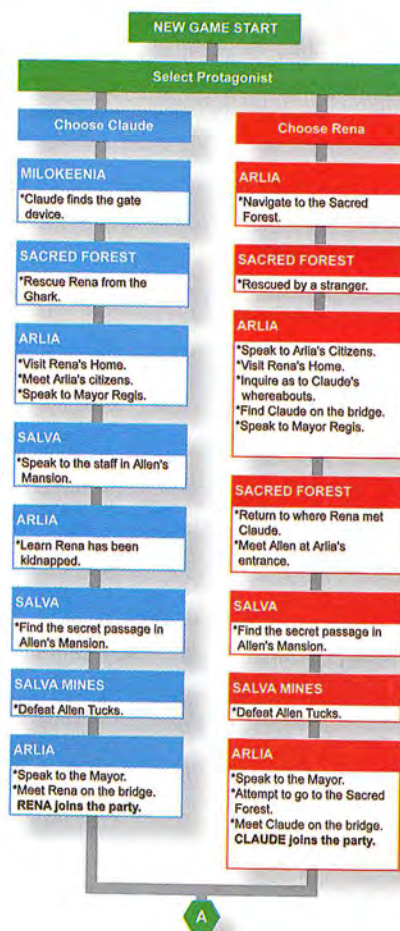 NEW GAME START
Select Protagonist
Choose Claude
MILOKEENIA
*Claude finds the gate
device.
SACRED FOREST
*Rescue Rena from the
Ghark.
ARLIA
*Visit Rena's Home.
*Meet Arlia's citizens.
*Speak to Mayor Regis.
SALVA
*Speak to the staff in Allen's
Mansion.
ARLIA
*Learn Rena has been
kidnapped.
SALVA
*Find the secret passage in
Allen's Mansion.
SALVA MINES
*Defeat Allen Tucks.
ARLIA
*Speak to the Mayor.
*Meet Rena on the bridge.
RENA joins the party.
Choose Rena
ARLIA
*Navigate to the Sacred
Forest.
SACRED FOREST
*Rescued by a stranger.
ARLIA
*Speak to Arlia's Citizens.
*Visit Rena's Home.
*Inquire as to Claude's
whereabouts.
*Find Claude on the bridge.
*Speak to Mayor Regis.
SACRED FOREST
*Return to where Rena met
Claude.
*Meet Allen at Arlia's
entrance.
SALVA
*Find the secret passage in
Allen's Mansion.
SALVA MINES
*Defeat Allen Tucks.
ARLIA
*Speak to the Mayor.
*Attempt to go to the Sacred
Forest.
*Meet Claude on the bridge.
CLAUDE joins the party.
A